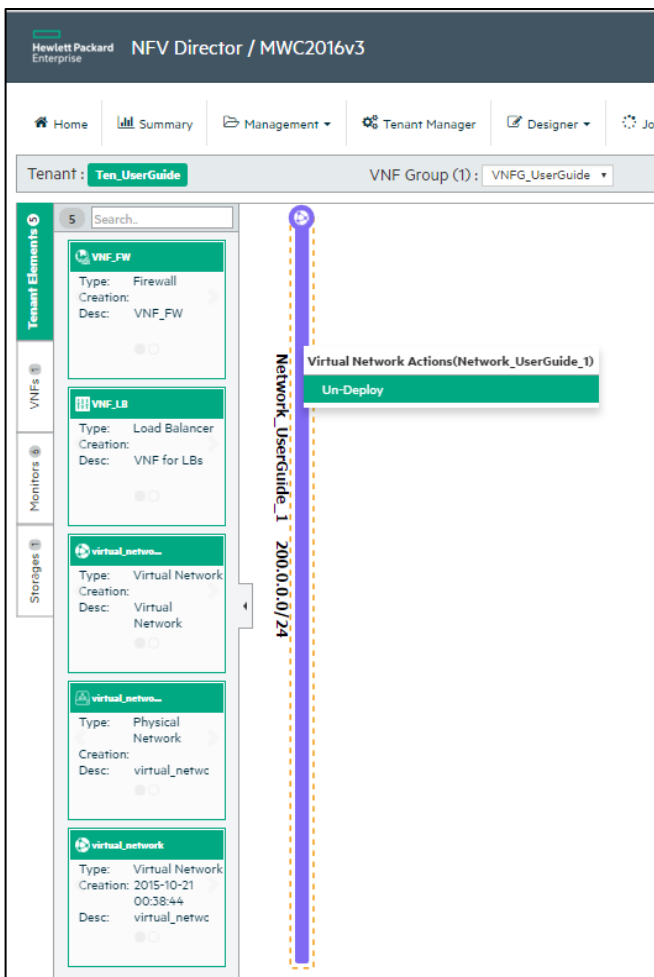 Hewlett Packard
Enterprise
NFV Director / MWC2016v3
Home Summary Management Tenant Manager Designer
Tenant : Ten_UserGuide VNF Group (1) : VNFG_UserGuide
Tenant Elements 5
VNFs 1
Monitors 6
Storages 1
5 Search..
VNF_FW
Type: Firewall
Creation:
Desc: VNF_FW
VNF_LB
Type: Load Balancer
Creation:
Desc: VNF for LBs
virtual_netwo...
Type: Virtual Network
Creation:
Desc: Virtual
Network
virtual_netwo...
Type: Physical
Network
Creation:
Desc: virtual_netwc
virtual_network
Type: Virtual Network
Creation: 2015-10-21
00:38:44
Desc: virtual_netwc
Network_UserGuide_1 200.0.0.0/24
Virtual Network Actions(Network_UserGuide_1)
Un-Deploy